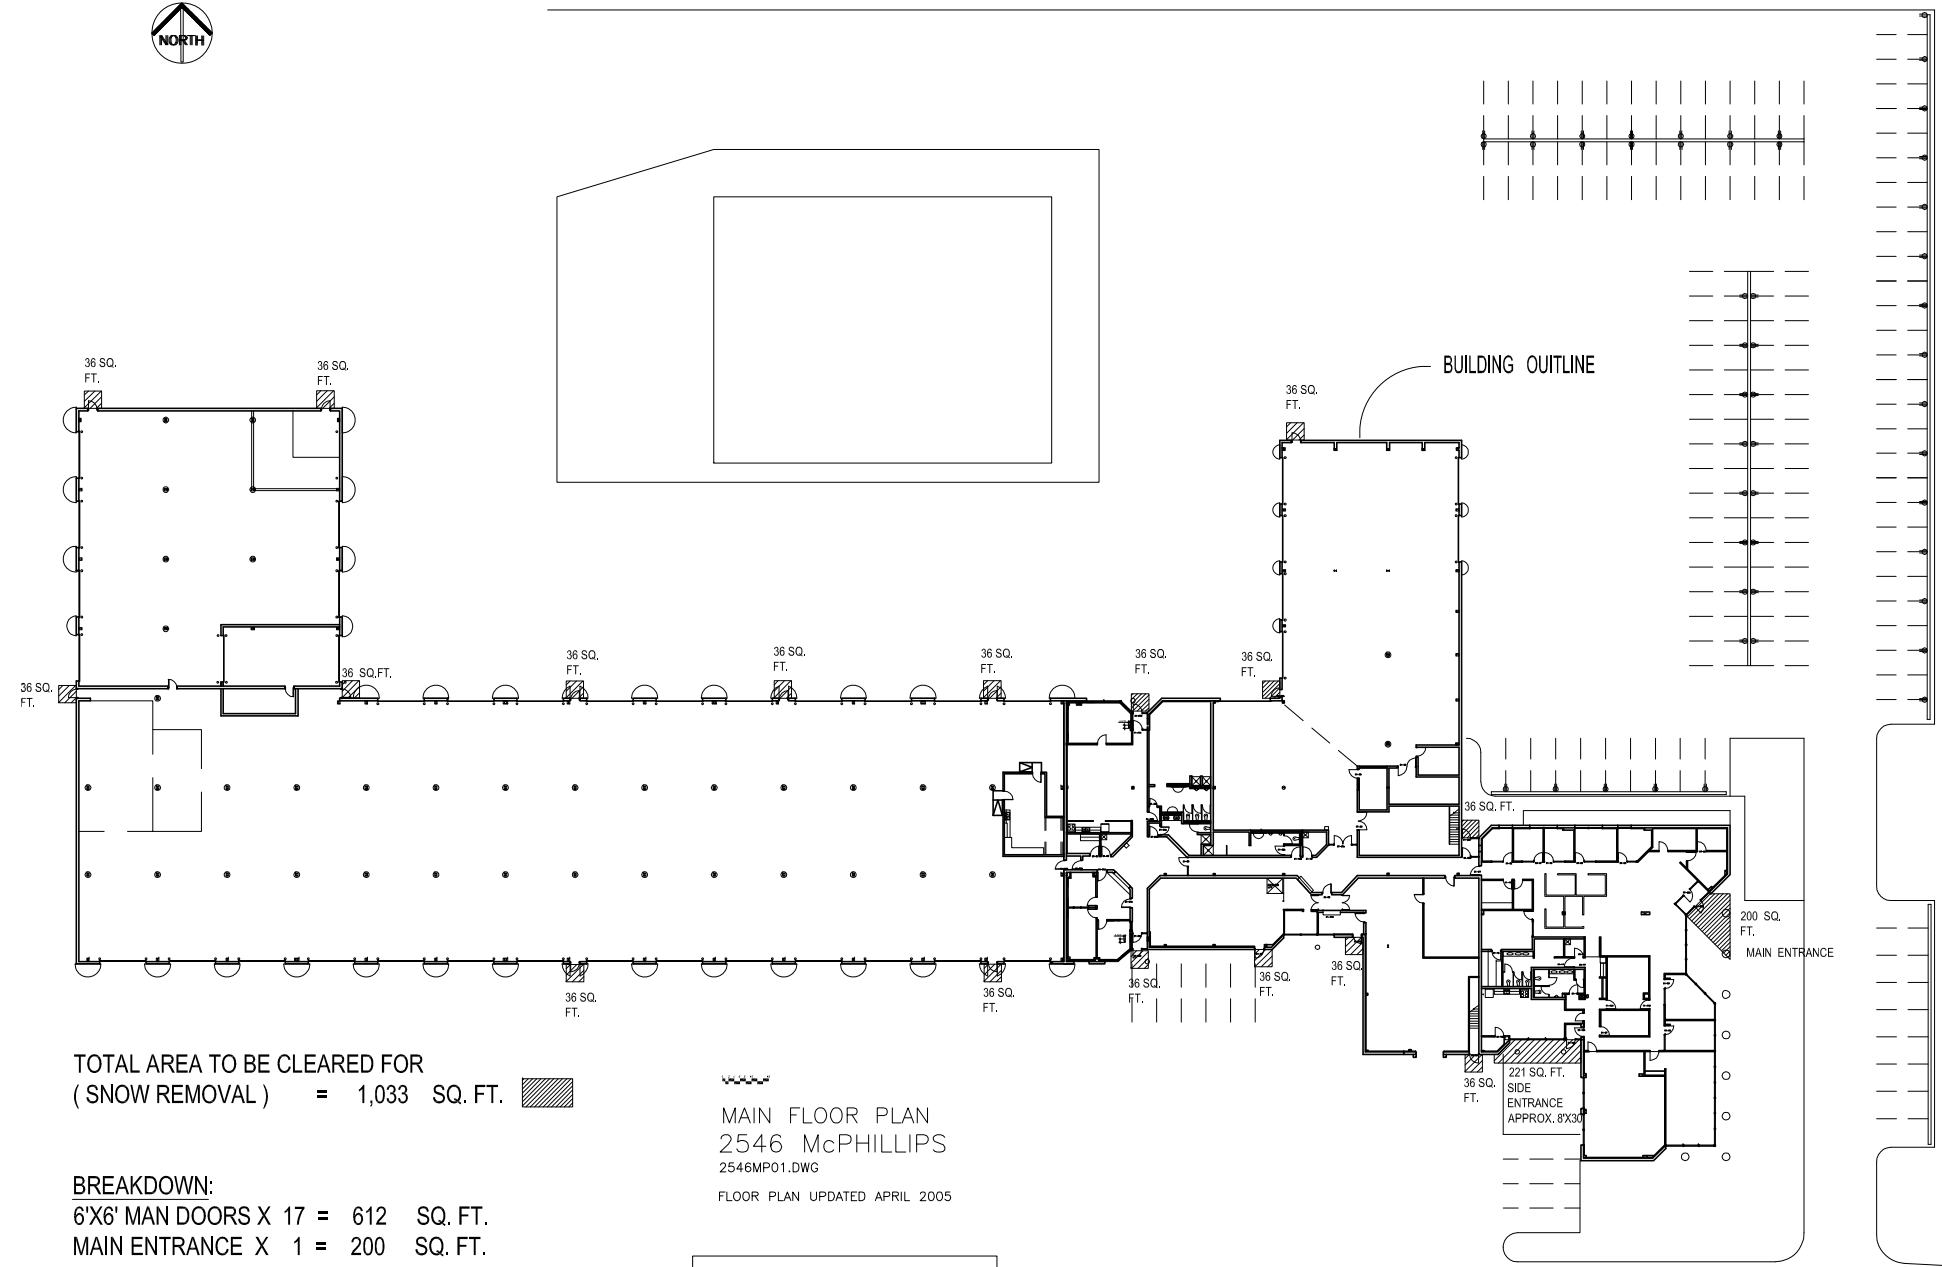 NORTH
BUILDING OUITLINE
36 SQ.
FT.
36 SQ.
FT.
36 SQ.
FT.
36 SQ.
FT.
36 SQ.FT.
36 SQ.
FT.
36 SQ.
FT.
36 SQ.
FT.
36 SQ.
FT.
36 SQ.
FT.
36 SQ. FT.
200 SQ.
FT.
MAIN ENTRANCE
36 SQ.
FT.
36 SQ.
FT.
36 SQ.
FT.
36 SQ.
FT.
36 SQ.
FT.
36 SQ.
FT.
221 SQ. FT.
SIDE
ENTRANCE
APPROX. 8'X30'
TOTAL AREA TO BE CLEARED FOR
( SNOW REMOVAL ) = 1,033 SQ. FT.
BREAKDOWN:
6'X6' MAN DOORS X 17 = 612 SQ. FT.
MAIN ENTRANCE X 1 = 200 SQ. FT.
MAIN FLOOR PLAN
2546 McPHILLIPS
2546MP01.DWG
FLOOR PLAN UPDATED APRIL 2005